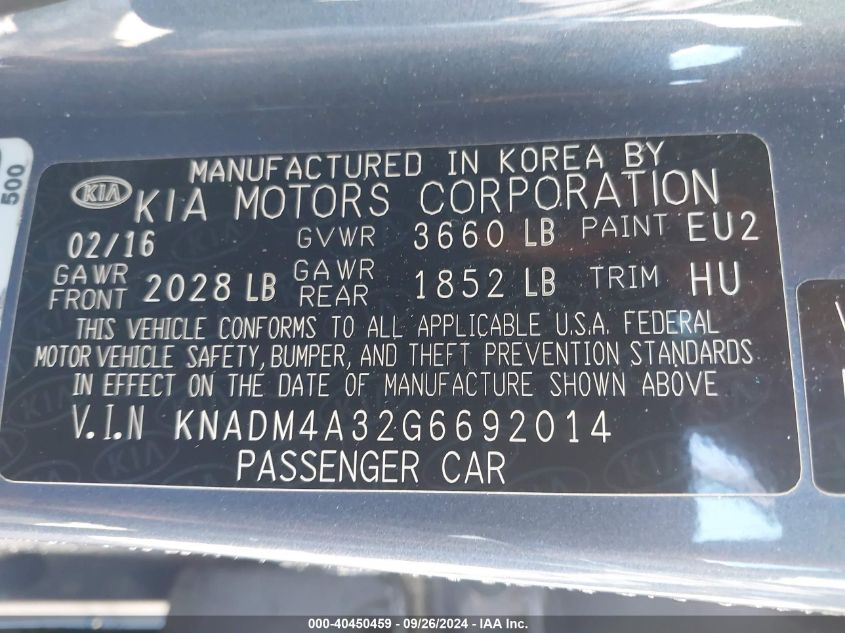 500
MANUFACTURED IN KOREA BY
KIA KIA MOTORS CORPORATION
02/16 GVWR 3660 LB PAINT EU2
GAWR FRONT 2028 LB GAWR REAR 1852 LB TRIM HU
THIS VEHICLE CONFORMS TO ALL APPLICABLE U.S.A. FEDERAL
MOTOR VEHICLE SAFETY, BUMPER, AND THEFT PREVENTION STANDARDS
IN EFFECT ON THE DATE OF MANUFACTURE SHOWN ABOVE
V.I.N KNADM4A32G6692014
PASSENGER CAR
000-40450459 - 09/26/2024 - IAA Inc.